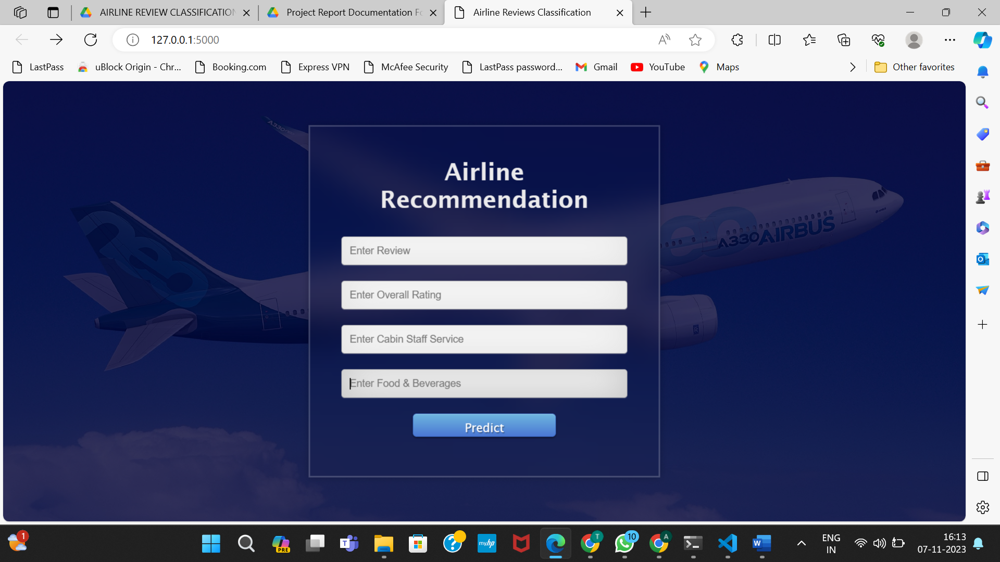 AIRLINE REVIEW CLASSIFICATION
Project Report Documentation Fo
Airline Reviews Classification
127.0.0.1:5000
LastPass
uBlock Origin - Chr...
Booking.com
Express VPN
McAfee Security
LastPass password...
Gmail
YouTube
Maps
Other favorites
A330neo
Airline
Recommendation
A330 AIRBUS
Enter Review
Enter Overall Rating
Enter Cabin Staff Service
Enter Food & Beverages
Predict
1
PRE
T
myhp
T
10
A
W
ENG
IN
16:13
07-11-2023